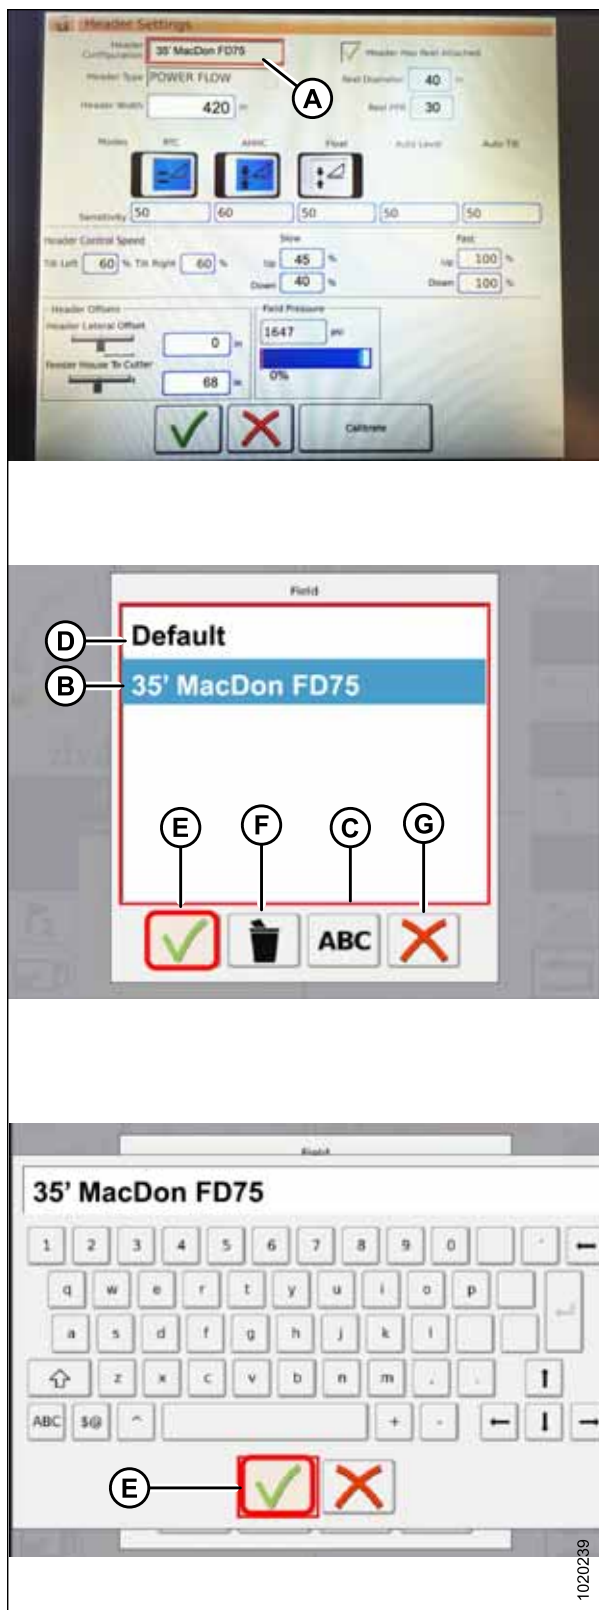 Header Settings
Header Configuration 35' MacDon FD75
Header Has Reel Attached
Header Type POWER FLOW
Reel Diameter 40 in
Header Width 420 in
Reel PPR 30
Modes RTC AHHC Float Auto Level Auto Tilt
Sensitivity 50 60 50 50 50
Header Control Speed Slow Fast
Tilt Left 60 % Tilt Right 60 % Up 45 % Up 100 %
Down 40 % Down 100 %
Header Offsets
Header Lateral Offset
0 in
Feeder House To Cutter
68 in
Field Pressure
1647 psi
0%
Calibrate
A
Field
D Default
B 35' MacDon FD75
E F C G
ABC
Field
35' MacDon FD75
1 2 3 4 5 6 7 8 9 0
q w e r t y u i o p
a s d f g h j k l
z x c v b n m , .
ABC $@ ^ + -
E
1020239